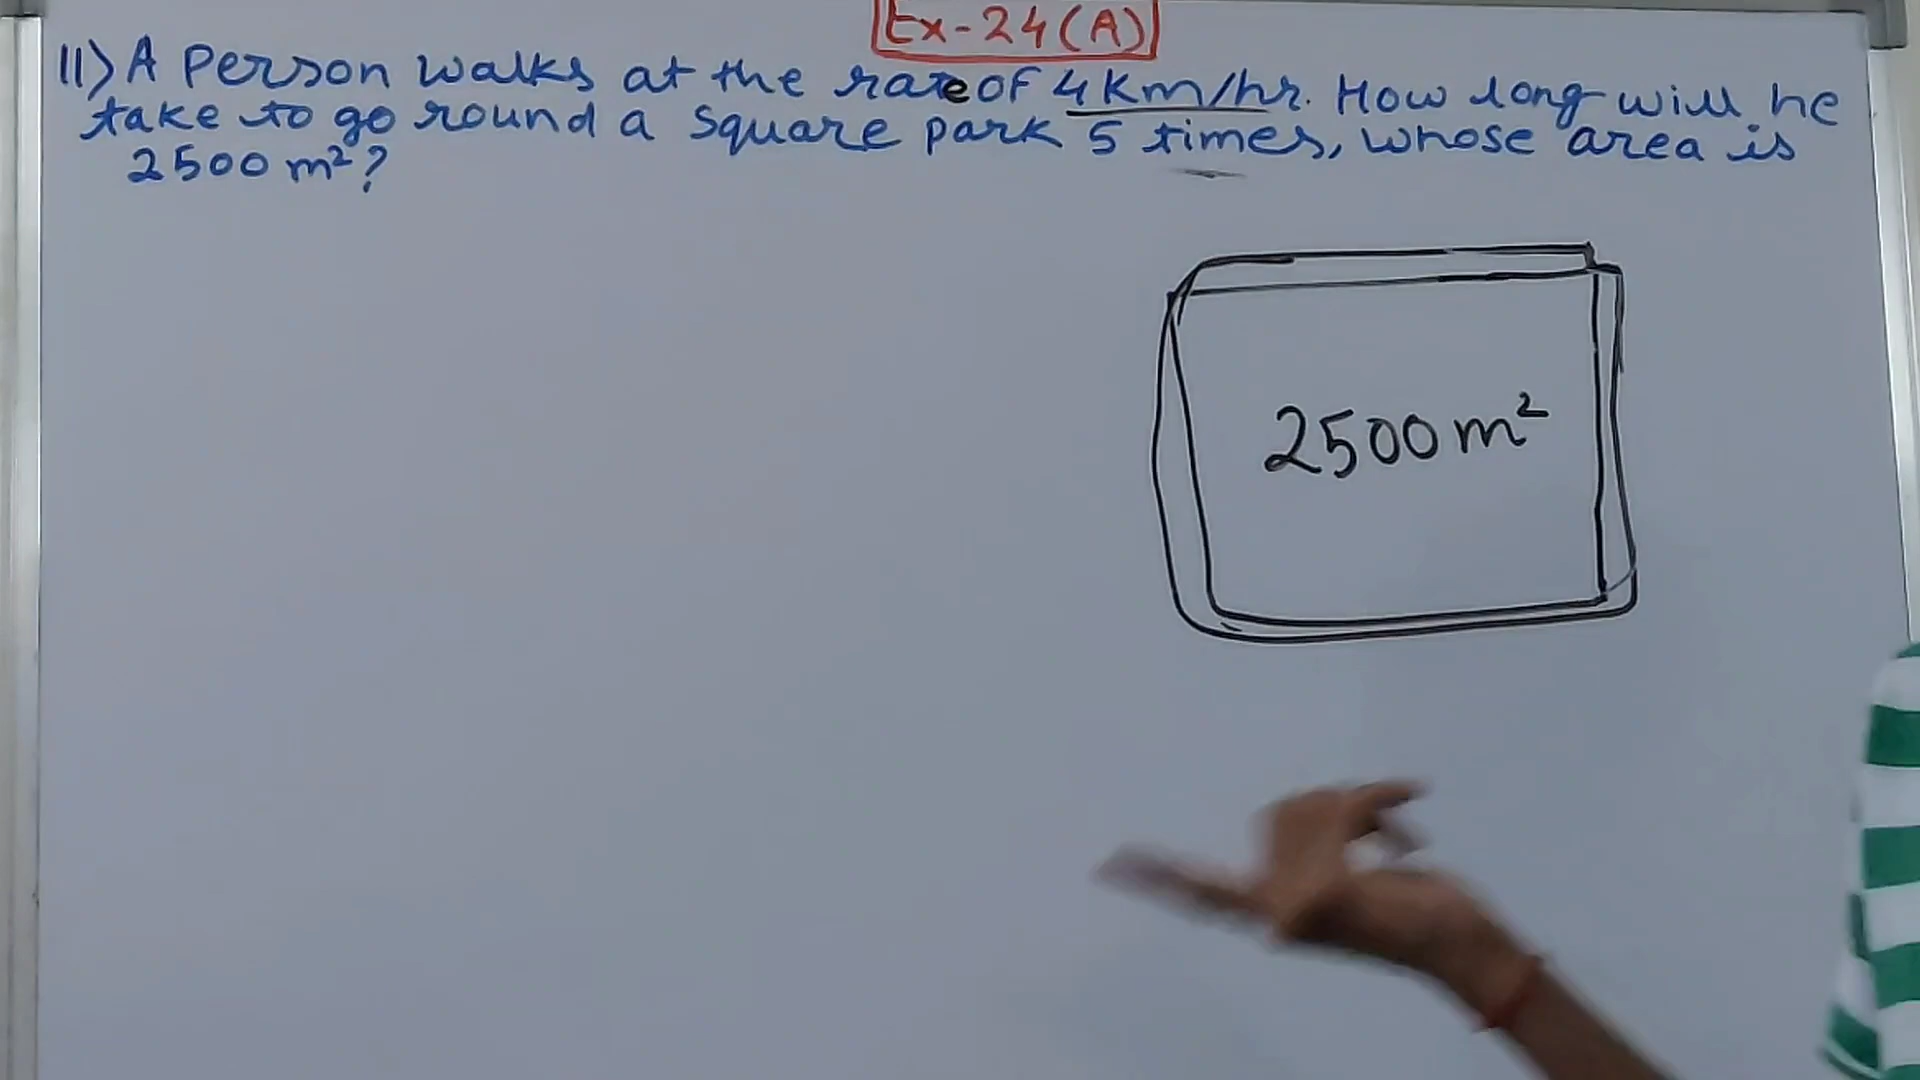 Ex-24(A)
11) A Person walks at the rate of 4 Km/hr. How long will he
take to go round a square park 5 times, whose area is
2500 m²?
2500 m²